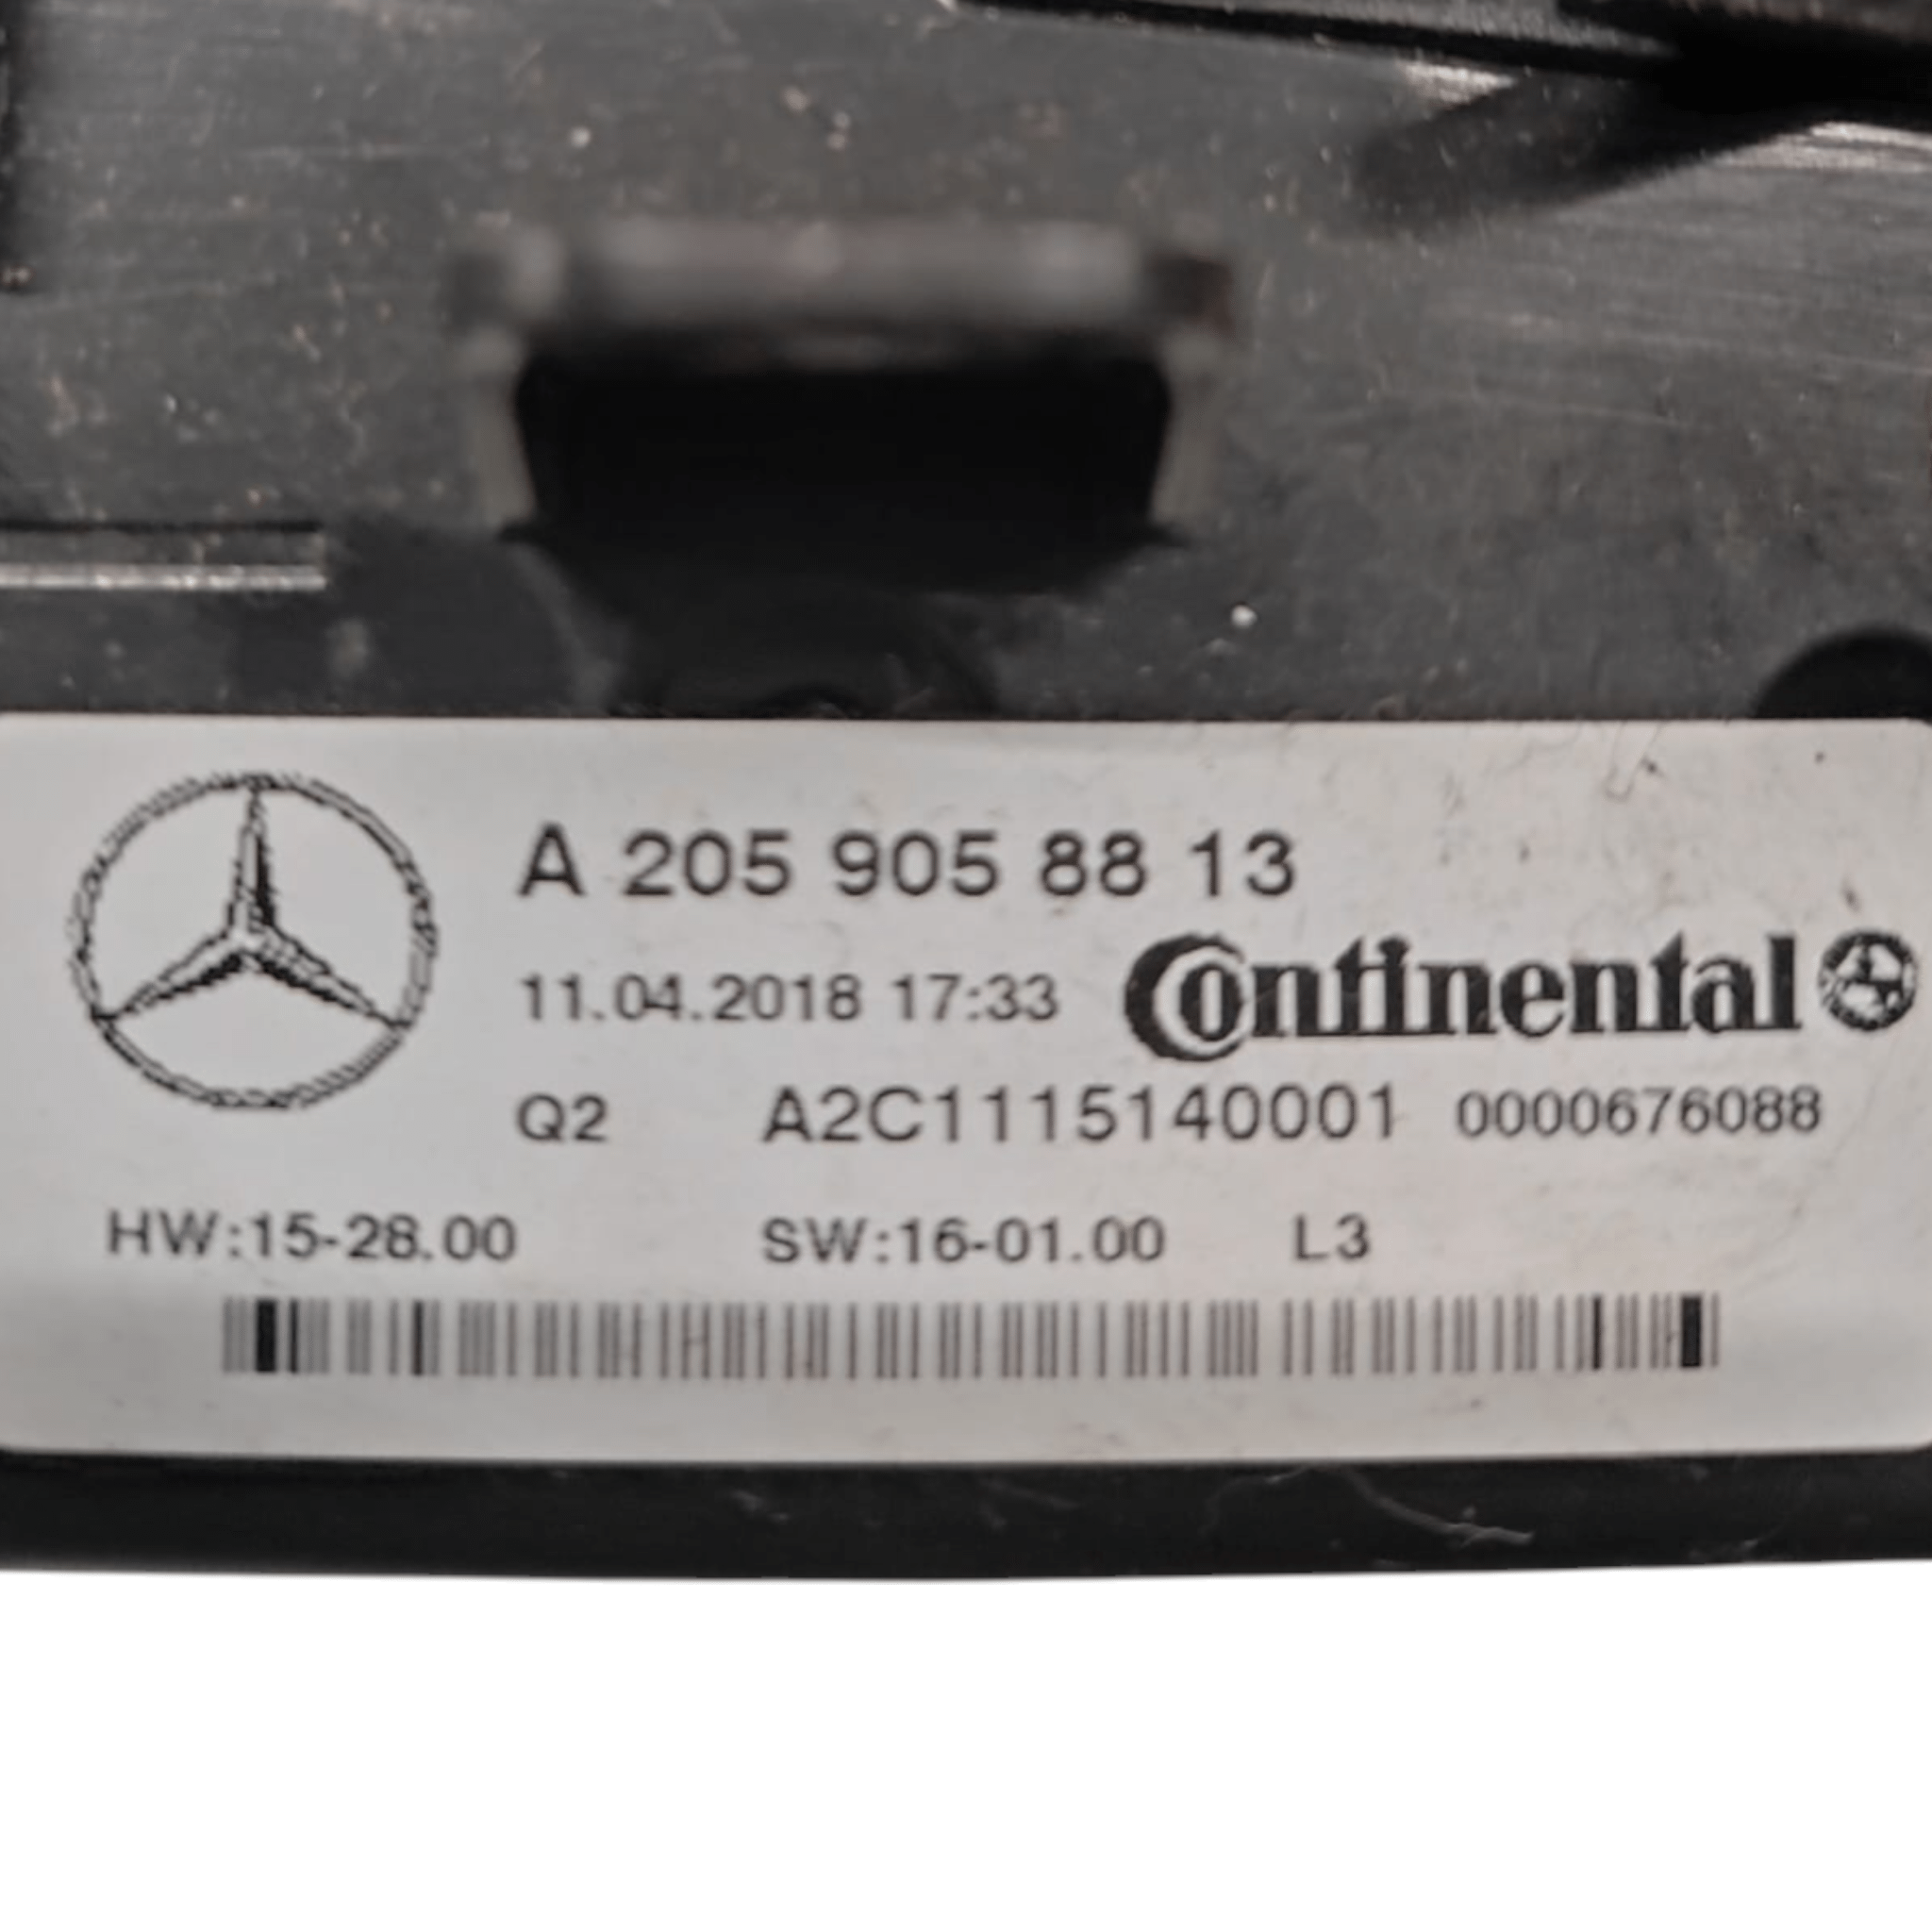 A 205 905 88 13
11.04.2018 17:33 Continental
Q2 A2C1115140001 0000676088
HW:15-28.00 SW:16-01.00 L3